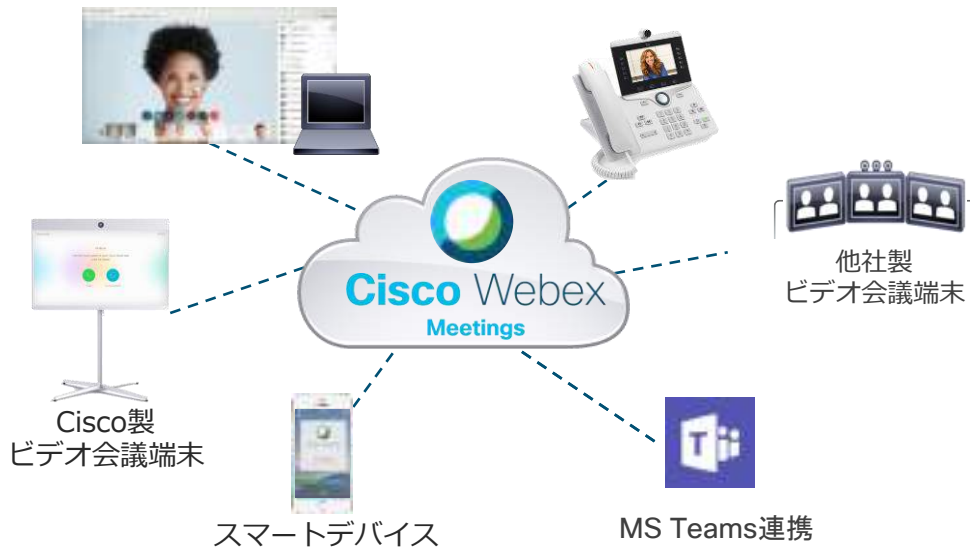 Cisco Webex
Meetings
他社製
ビデオ会議端末
Cisco製
ビデオ会議端末
スマートデバイス
T
MS Teams連携